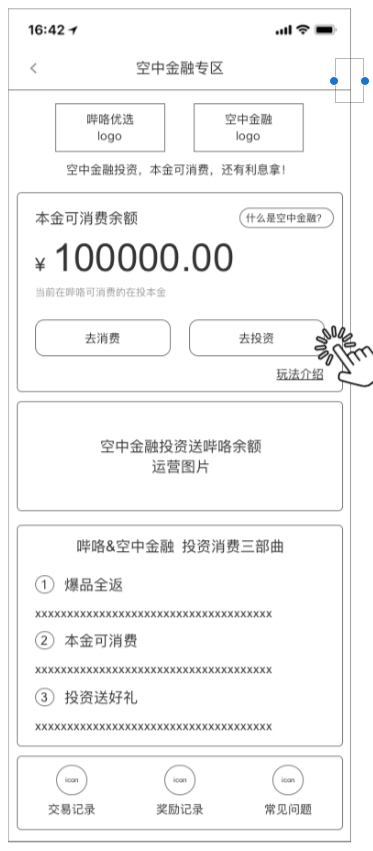 16:42
空中金融专区
哔咯优选
logo
空中金融
logo
空中金融投资，本金可消费，还有利息拿！
本金可消费余额
什么是空中金融？
¥ 100000.00
当前在哔咯可消费的在投本金
去消费
去投资
玩法介绍
空中金融投资送哔咯余额
运营图片
哔咯&空中金融 投资消费三部曲
1 爆品全返
xxxxxxxxxxxxxxxxxxxxxxxxxxxxxxxxxxxxxxx
2 本金可消费
xxxxxxxxxxxxxxxxxxxxxxxxxxxxxxxxxxxxxxx
3 投资送好礼
xxxxxxxxxxxxxxxxxxxxxxxxxxxxxxxxxxxxxxx
icon
icon
icon
交易记录
奖励记录
常见问题